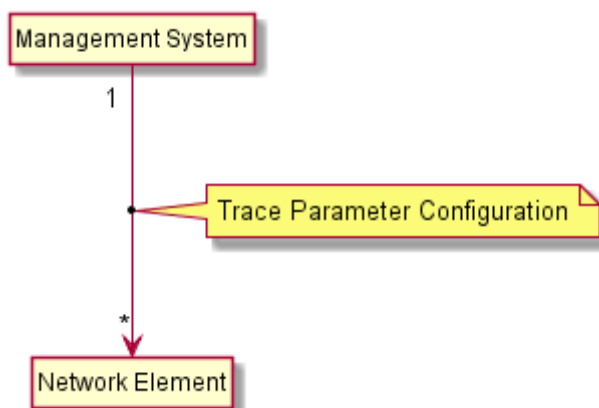 Management System
1
Trace Parameter Configuration
*
Network Element